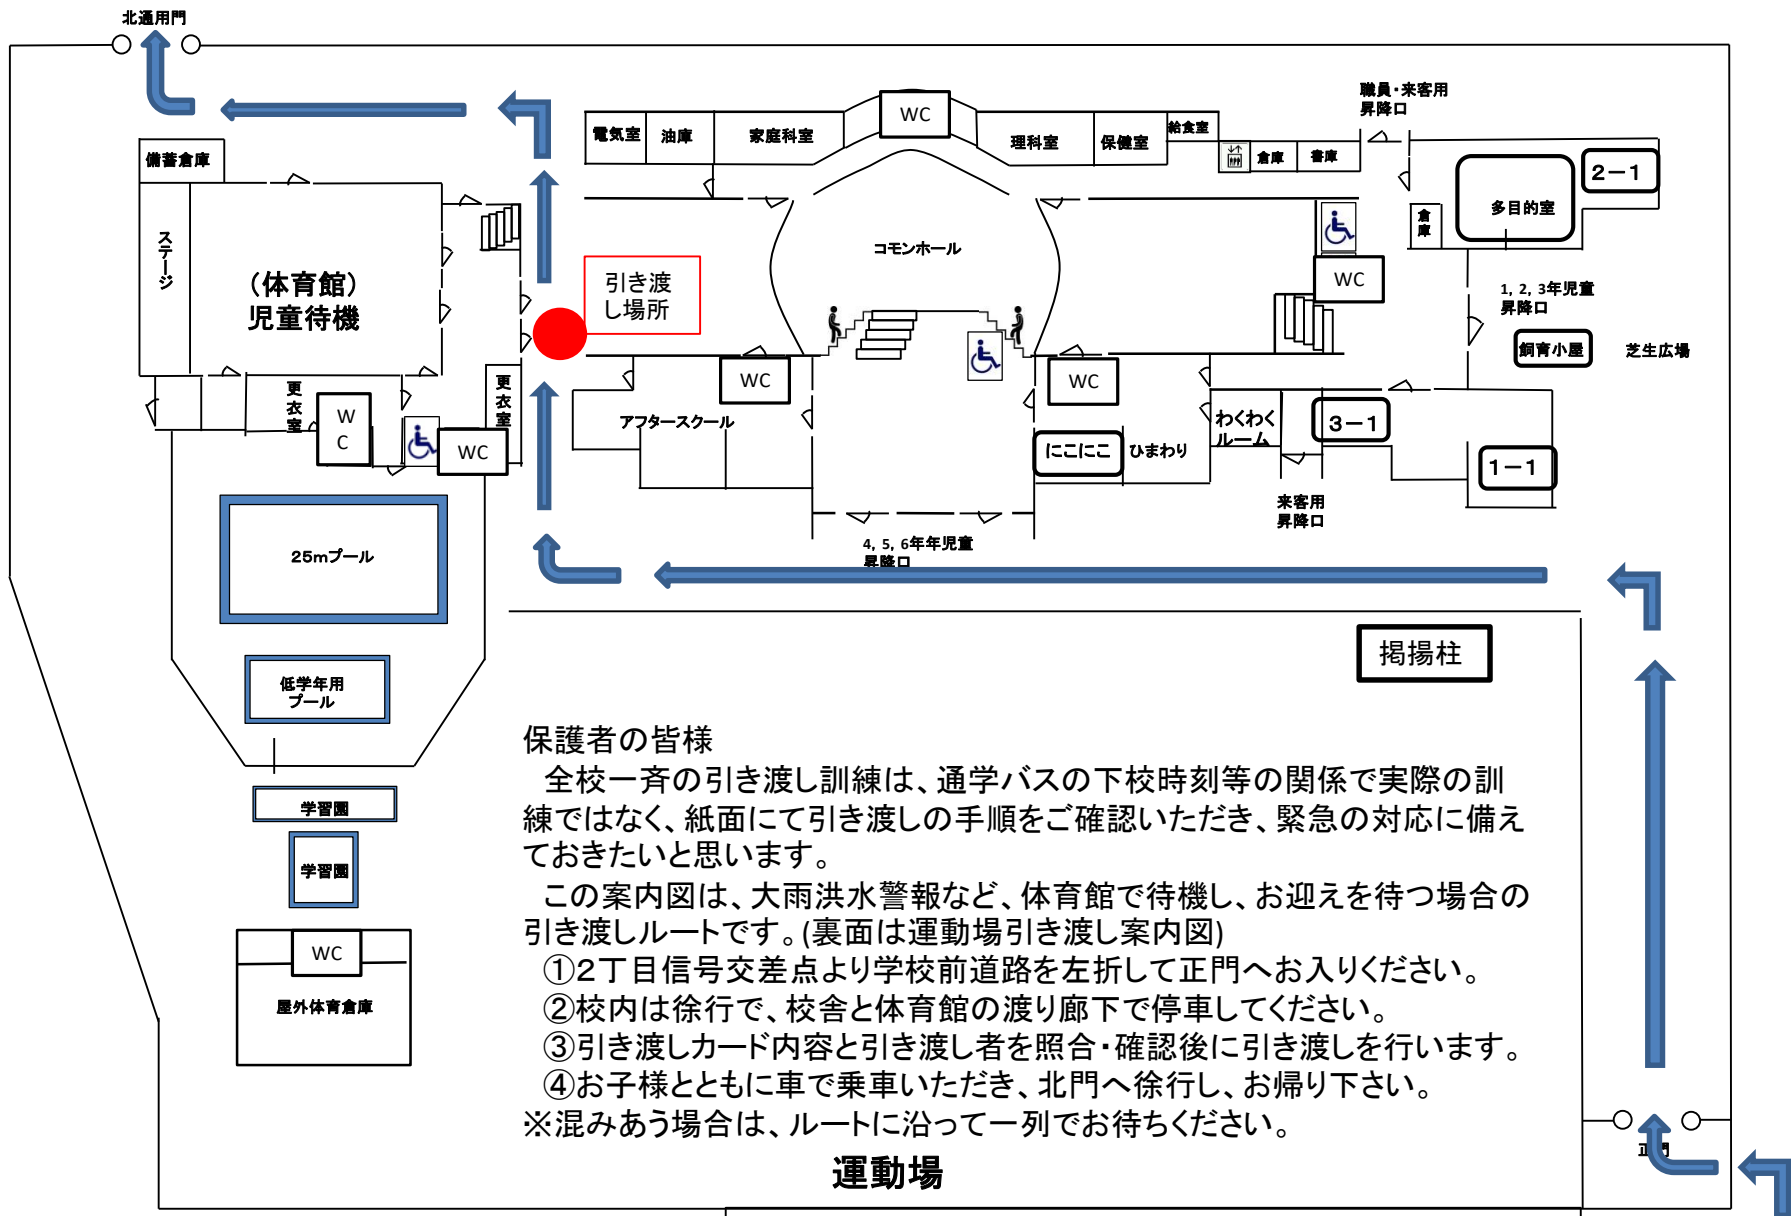 北通用門
職員・来客用
昇降口
備蓄倉庫
電気室
油庫
家庭科室
WC
理科室
保健室
給食室
倉庫
書庫
2－1
多目的室
倉庫
ステージ
(体育館)
児童待機
引き渡
し場所
コモンホール
WC
1, 2, 3年児童
昇降口
飼育小屋
芝生広場
更衣室
WC
WC
更衣室
WC
アフタースクール
WC
にこにこ
ひまわり
わくわく
ルーム
3－1
1－1
来客用
昇降口
4, 5, 6年年児童
昇降口
25mプール
低学年用
プール
学習園
学習園
WC
屋外体育倉庫
掲揚柱
保護者の皆様
全校一斉の引き渡し訓練は、通学バスの下校時刻等の関係で実際の訓
練ではなく、紙面にて引き渡しの手順をご確認いただき、緊急の対応に備え
ておきたいと思います。
この案内図は、大雨洪水警報など、体育館で待機し、お迎えを待つ場合の
引き渡しルートです。(裏面は運動場引き渡し案内図)
①2丁目信号交差点より学校前道路を左折して正門へお入りください。
②校内は徐行で、校舎と体育館の渡り廊下で停車してください。
③引き渡しカード内容と引き渡し者を照合・確認後に引き渡しを行います。
④お子様とともに車で乗車いただき、北門へ徐行し、お帰り下さい。
※混みあう場合は、ルートに沿って一列でお待ちください。
運動場
正門